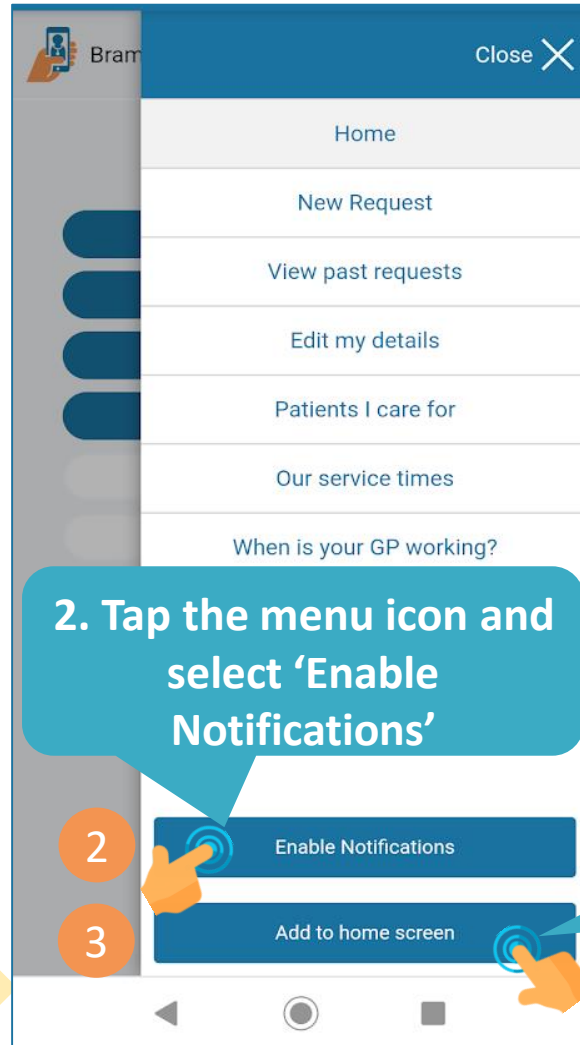 Bram
Close
Home
New Request
View past requests
Edit my details
Patients I care for
Our service times
When is your GP working?
2. Tap the menu icon and
select ‘Enable
Notifications’
2
Enable Notifications
3
Add to home screen